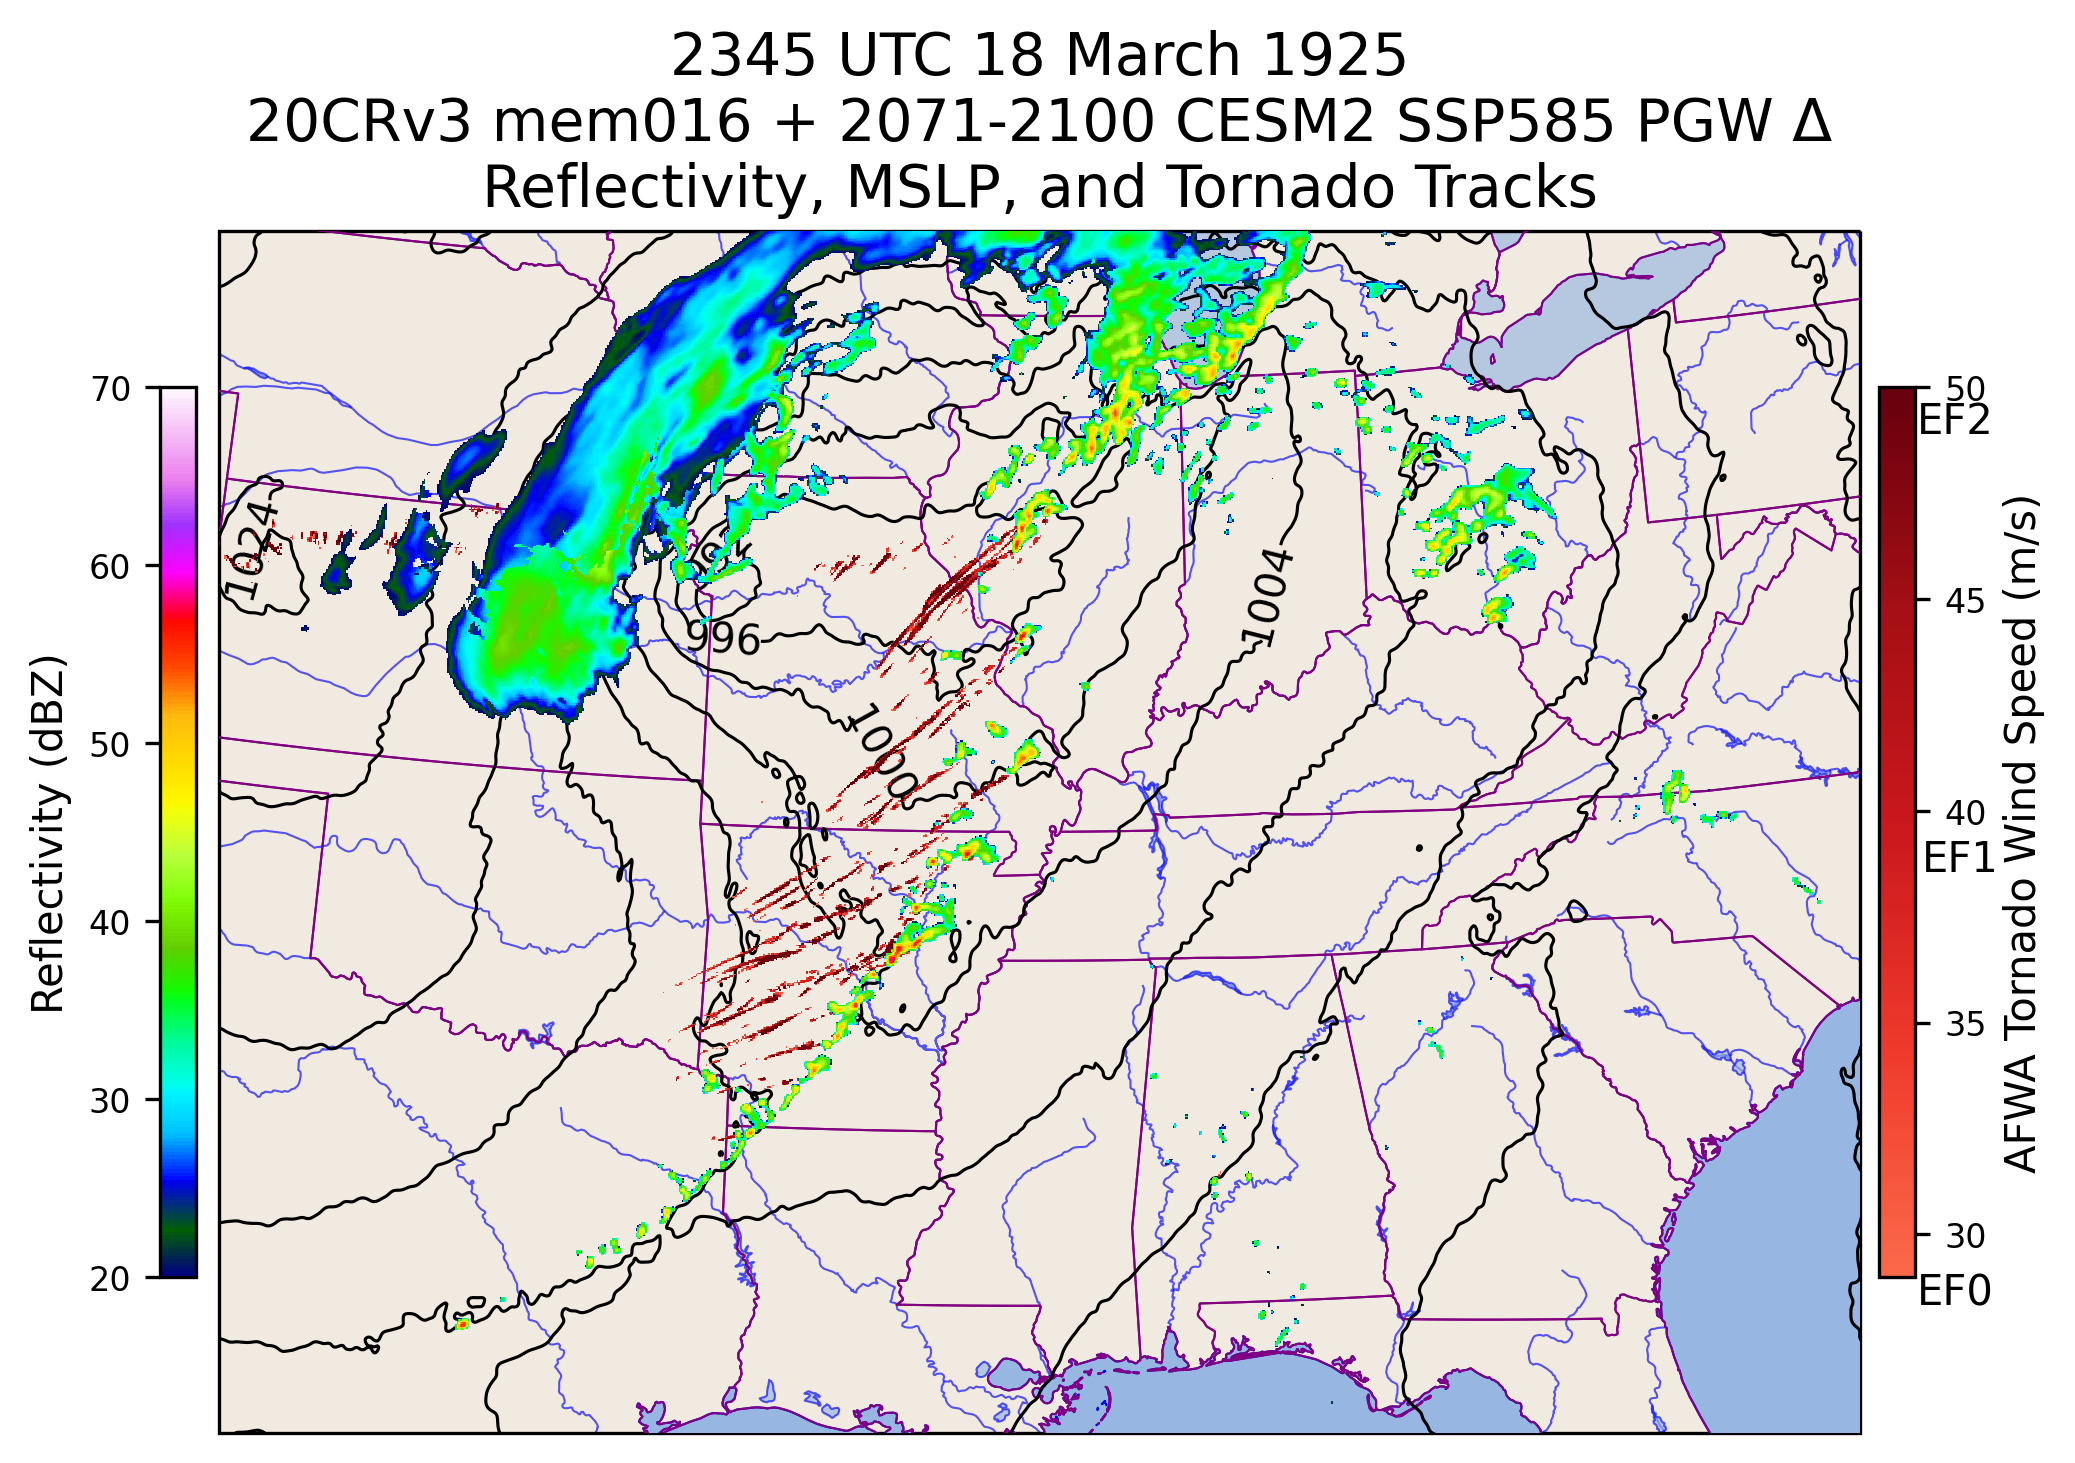 2345 UTC 18 March 1925
20CRv3 mem016 + 2071-2100 CESM2 SSP585 PGW Δ
Reflectivity, MSLP, and Tornado Tracks
Reflectivity (dBZ)
70
60
50
40
30
20
1024
996
1000
1004
50
EF2
45
40
EF1
35
30
EF0
AFWA Tornado Wind Speed (m/s)